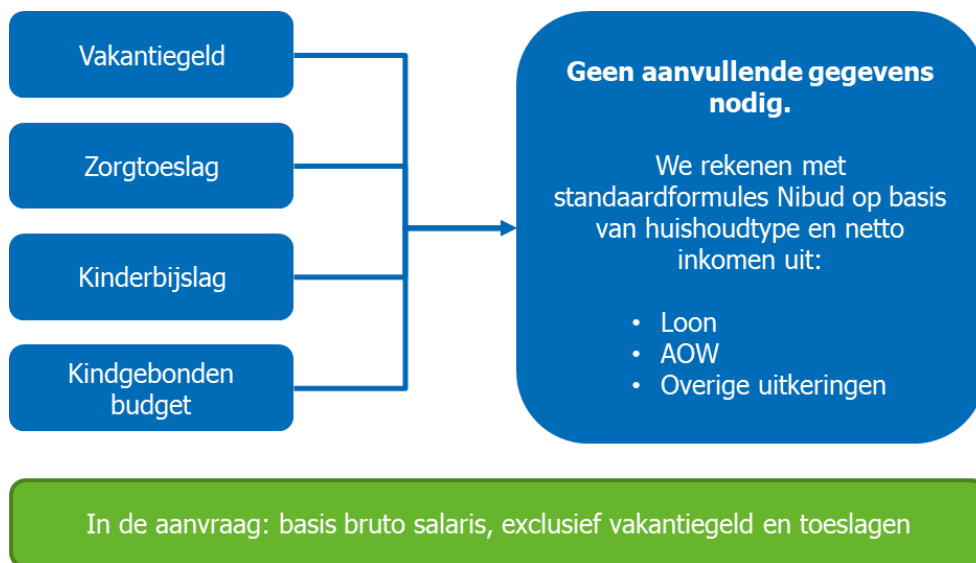 Vakantiegeld
Zorgtoeslag
Kinderbijslag
Kindgebonden
budget
Geen aanvullende gegevens
nodig.
We rekenen met
standaardformules Nibud op basis
van huishoudtype en netto
inkomen uit:
• Loon
• AOW
• Overige uitkeringen
In de aanvraag: basis bruto salaris, exclusief vakantiegeld en toeslagen